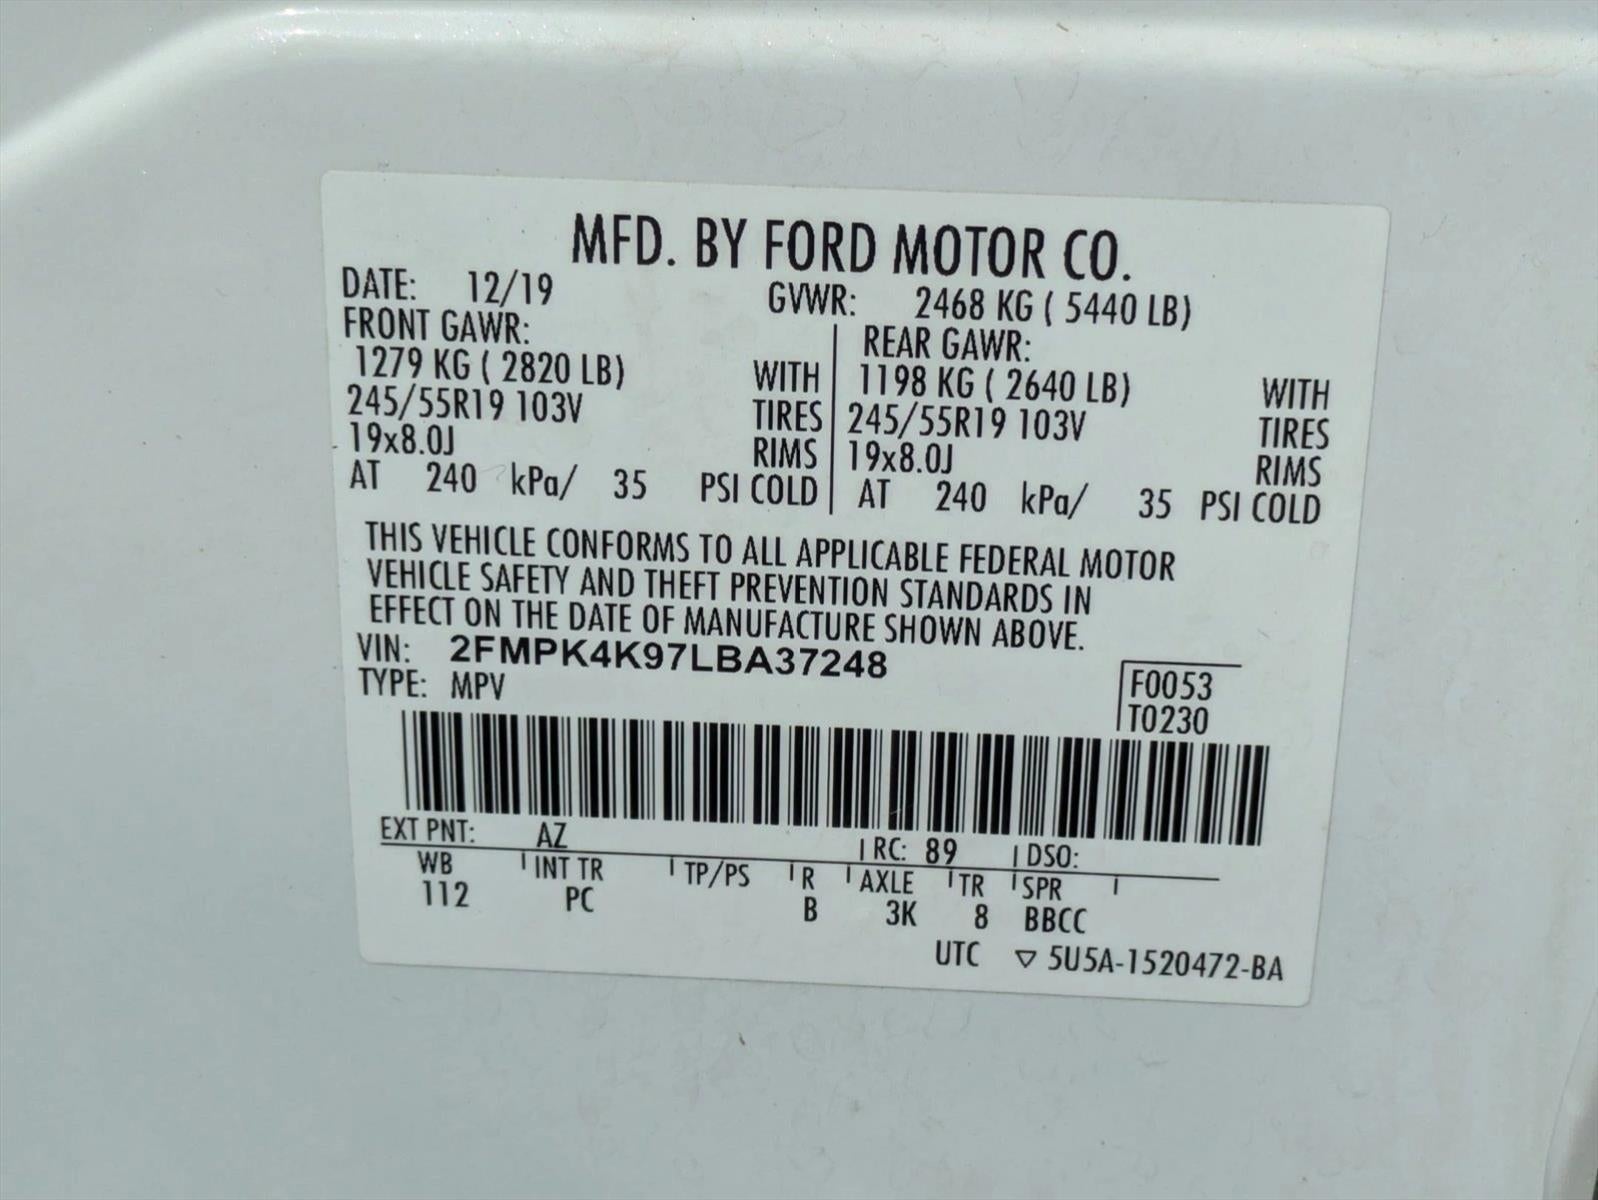 MFD. BY FORD MOTOR CO.
DATE: 12/19 GVWR: 2468 KG ( 5440 LB)
FRONT GAWR: REAR GAWR:
1279 KG ( 2820 LB) WITH 1198 KG ( 2640 LB) WITH
245/55R19 103V TIRES 245/55R19 103V TIRES
19x8.0J RIMS 19x8.0J RIMS
AT 240 kPa/ 35 PSI COLD AT 240 kPa/ 35 PSI COLD
THIS VEHICLE CONFORMS TO ALL APPLICABLE FEDERAL MOTOR
VEHICLE SAFETY AND THEFT PREVENTION STANDARDS IN
EFFECT ON THE DATE OF MANUFACTURE SHOWN ABOVE.
VIN: 2FMPK4K97LBA37248
TYPE: MPV
F0053
T0230
EXT PNT: AZ RC: 89 DSO:
WB INT TR TP/PS R AXLE TR SPR
112 PC B 3K 8 BBCC
UTC ▽ 5U5A-1520472-BA